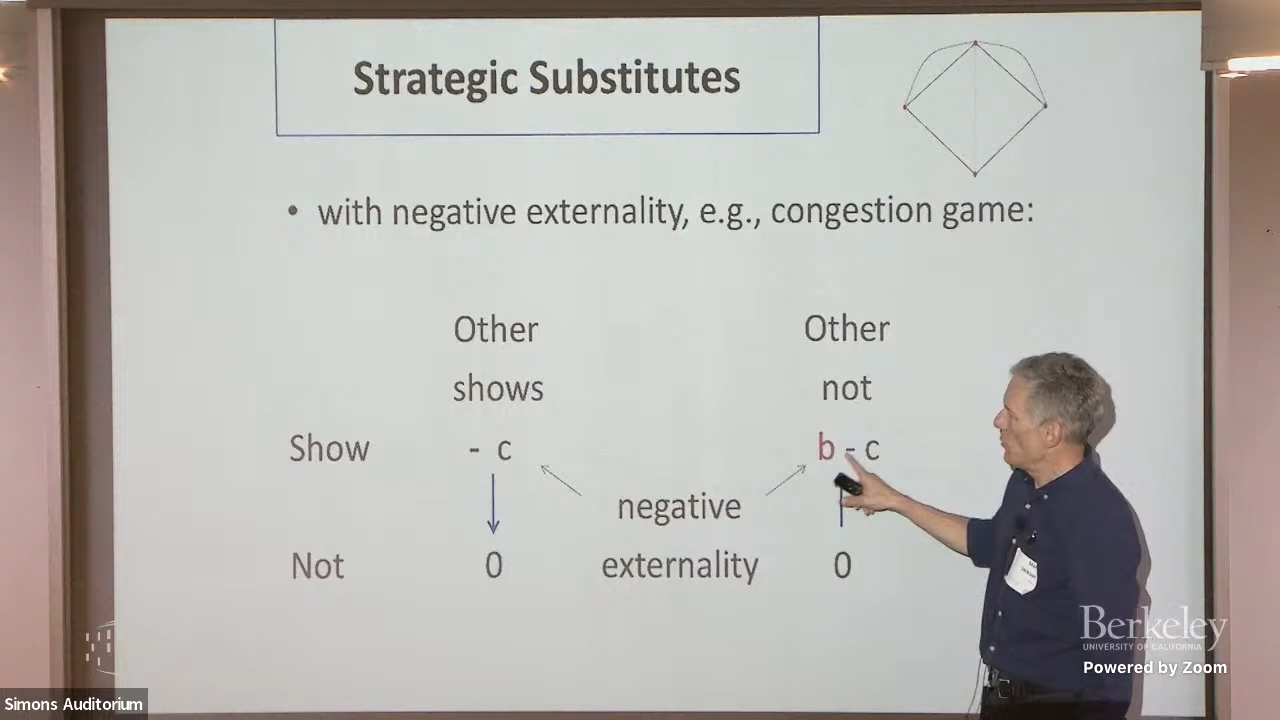 Strategic Substitutes
• with negative externality, e.g., congestion game:
Other Other
shows not
Show - c b - c
negative
Not 0 externality 0
Berkeley
UNIVERSITY OF CALIFORNIA
Powered by Zoom
Simons Auditorium